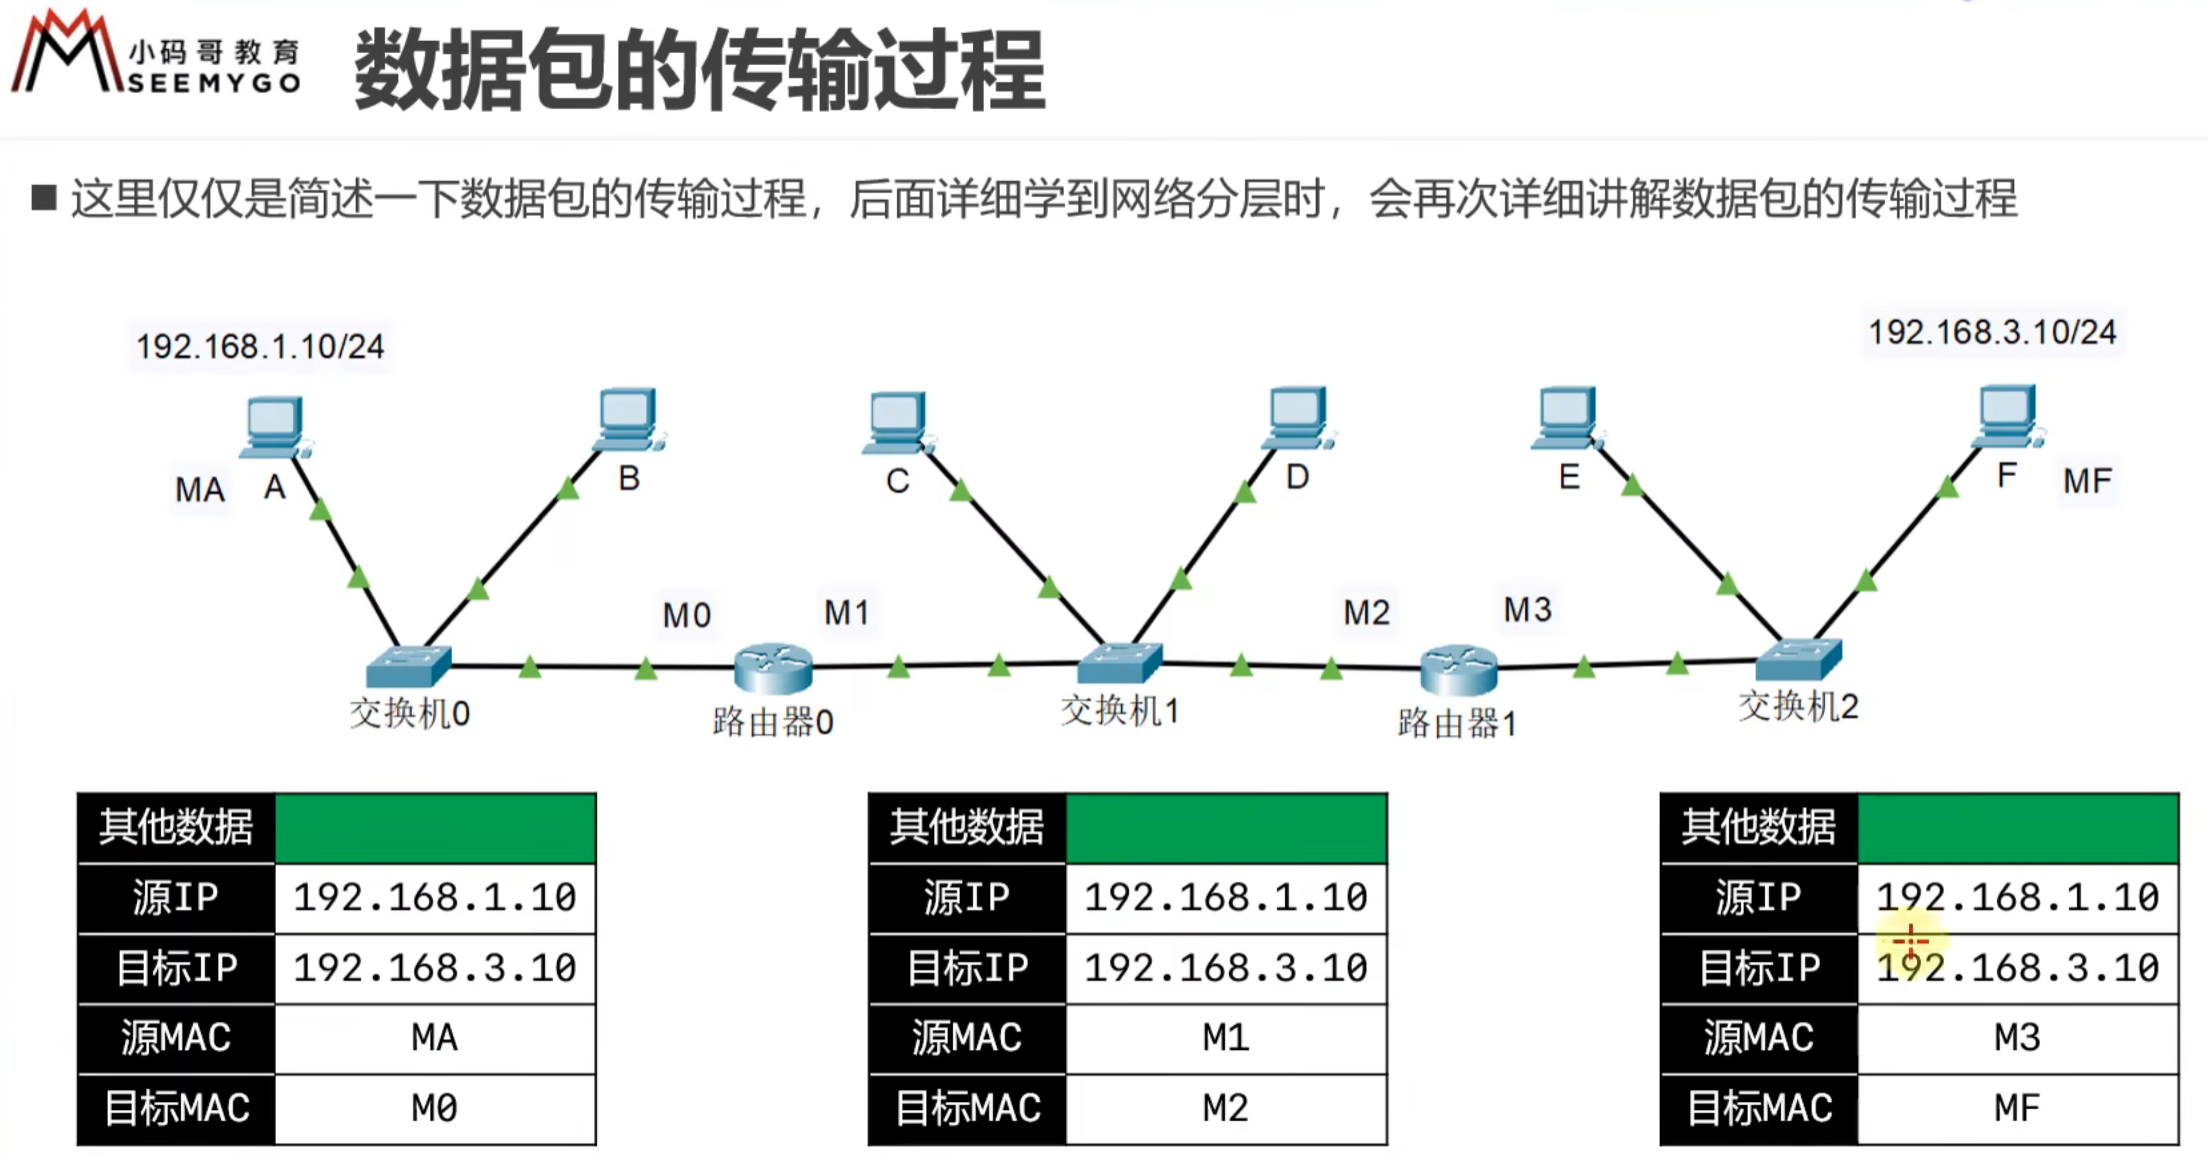 小码哥教育
SEEMYGO
数据包的传输过程
■ 这里仅仅是简述一下数据包的传输过程，后面详细学到网络分层时，会再次详细讲解数据包的传输过程
192.168.1.10/24
192.168.3.10/24
MA A
B
C
D
E
F MF
M0
M1
M2
M3
交换机0
路由器0
交换机1
路由器1
交换机2
其他数据
源IP 192.168.1.10
目标IP 192.168.3.10
源MAC MA
目标MAC M0
其他数据
源IP 192.168.1.10
目标IP 192.168.3.10
源MAC M1
目标MAC M2
其他数据
源IP 192.168.1.10
目标IP 192.168.3.10
源MAC M3
目标MAC MF